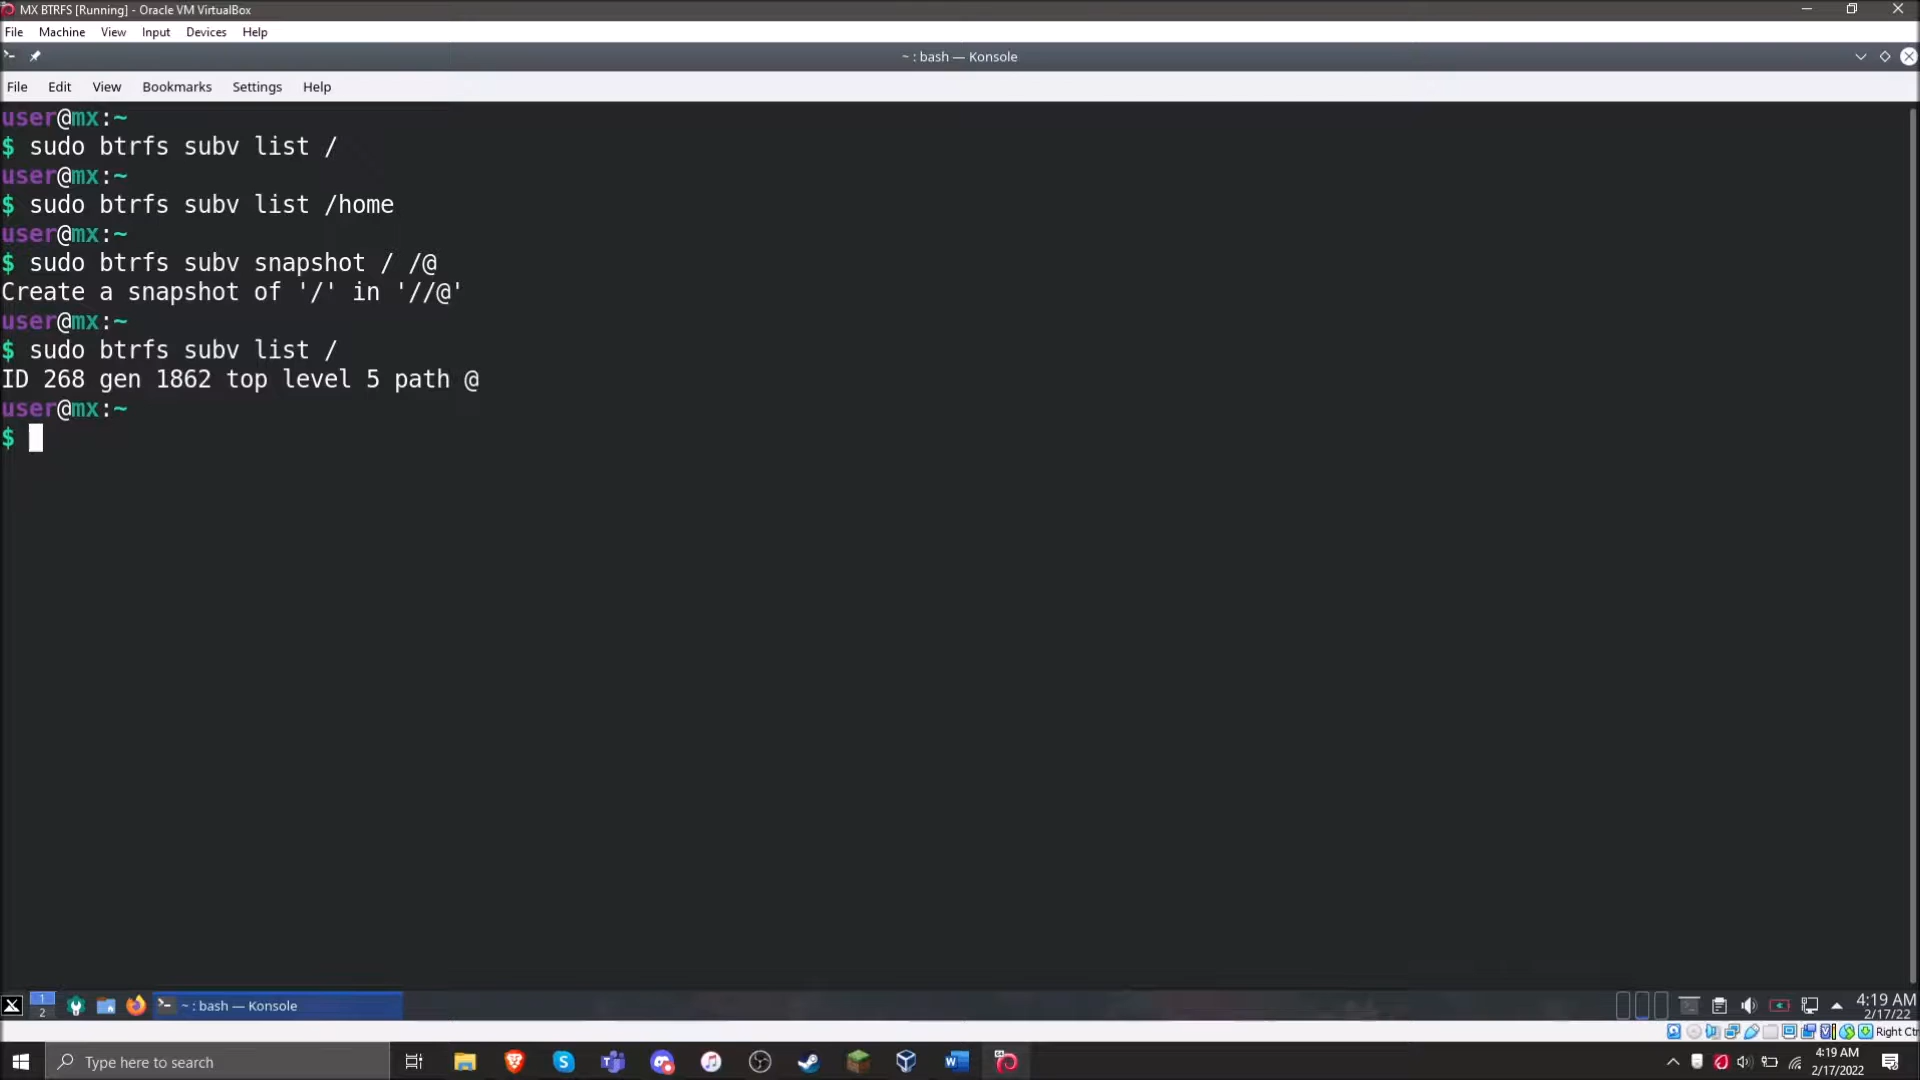 MX BTRFS [Running] - Oracle VM VirtualBox
File Machine View Input Devices Help
~ : bash — Konsole
File Edit View Bookmarks Settings Help
user@mx:~
$ sudo btrfs subv list /
user@mx:~
$ sudo btrfs subv list /home
user@mx:~
$ sudo btrfs subv snapshot / /@
Create a snapshot of '/' in '//@'
user@mx:~
$ sudo btrfs subv list /
ID 268 gen 1862 top level 5 path @
user@mx:~
$
1
2
~ : bash — Konsole
4:19 AM
2/17/22
Right Ctr
Type here to search
4:19 AM
2/17/2022